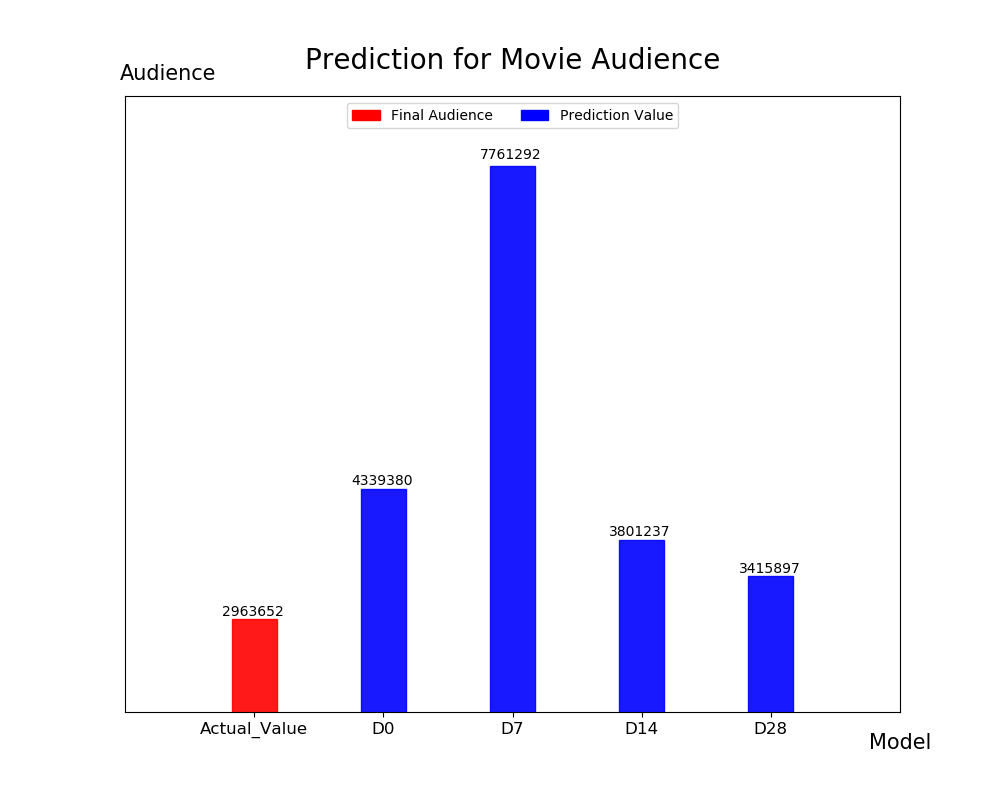 Prediction for Movie Audience
Audience
Final Audience Prediction Value
7761292
4339380
3801237
3415897
2963652
Actual_Value D0 D7 D14 D28
Model